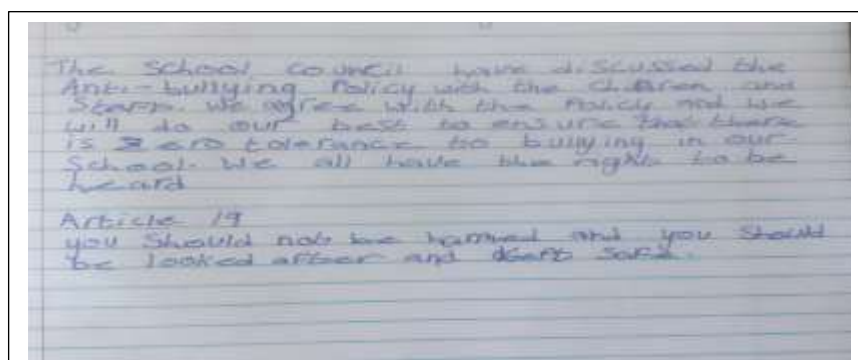 The School council have discussed the
Anti-bullying Policy with the children and
Staff. We agree with the Policy and we
will do our best to ensure that there
is zero tolerance to bullying in our
School. We all have the right to be
heard
Article 19
you Should not be harmed and you should
be looked after and kept safe.